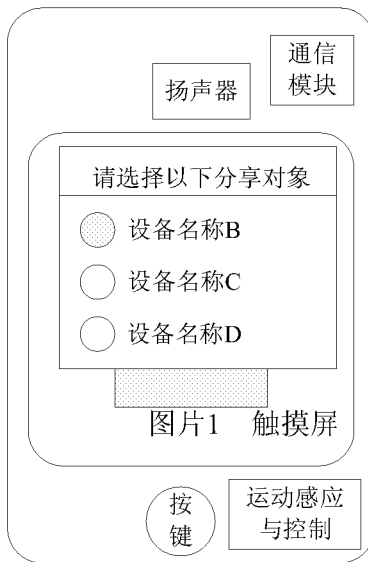 通信
模块
扬声器
请选择以下分享对象
设备名称B
设备名称C
设备名称D
图片1 触摸屏
按
键
运动感应
与控制